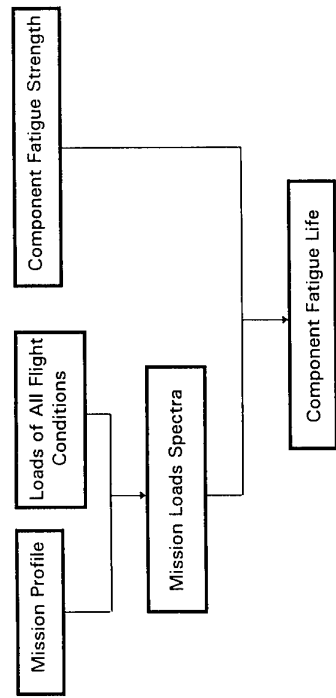 Mission Profile
Loads of All Flight
Conditions
Component Fatigue Strength
Mission Loads Spectra
Component Fatigue Life